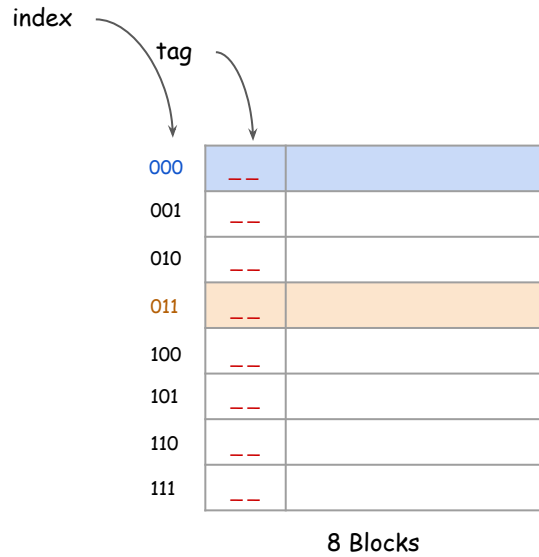 index
tag
000 _ _
001 _ _
010 _ _
011 _ _
100 _ _
101 _ _
110 _ _
111 _ _
8 Blocks